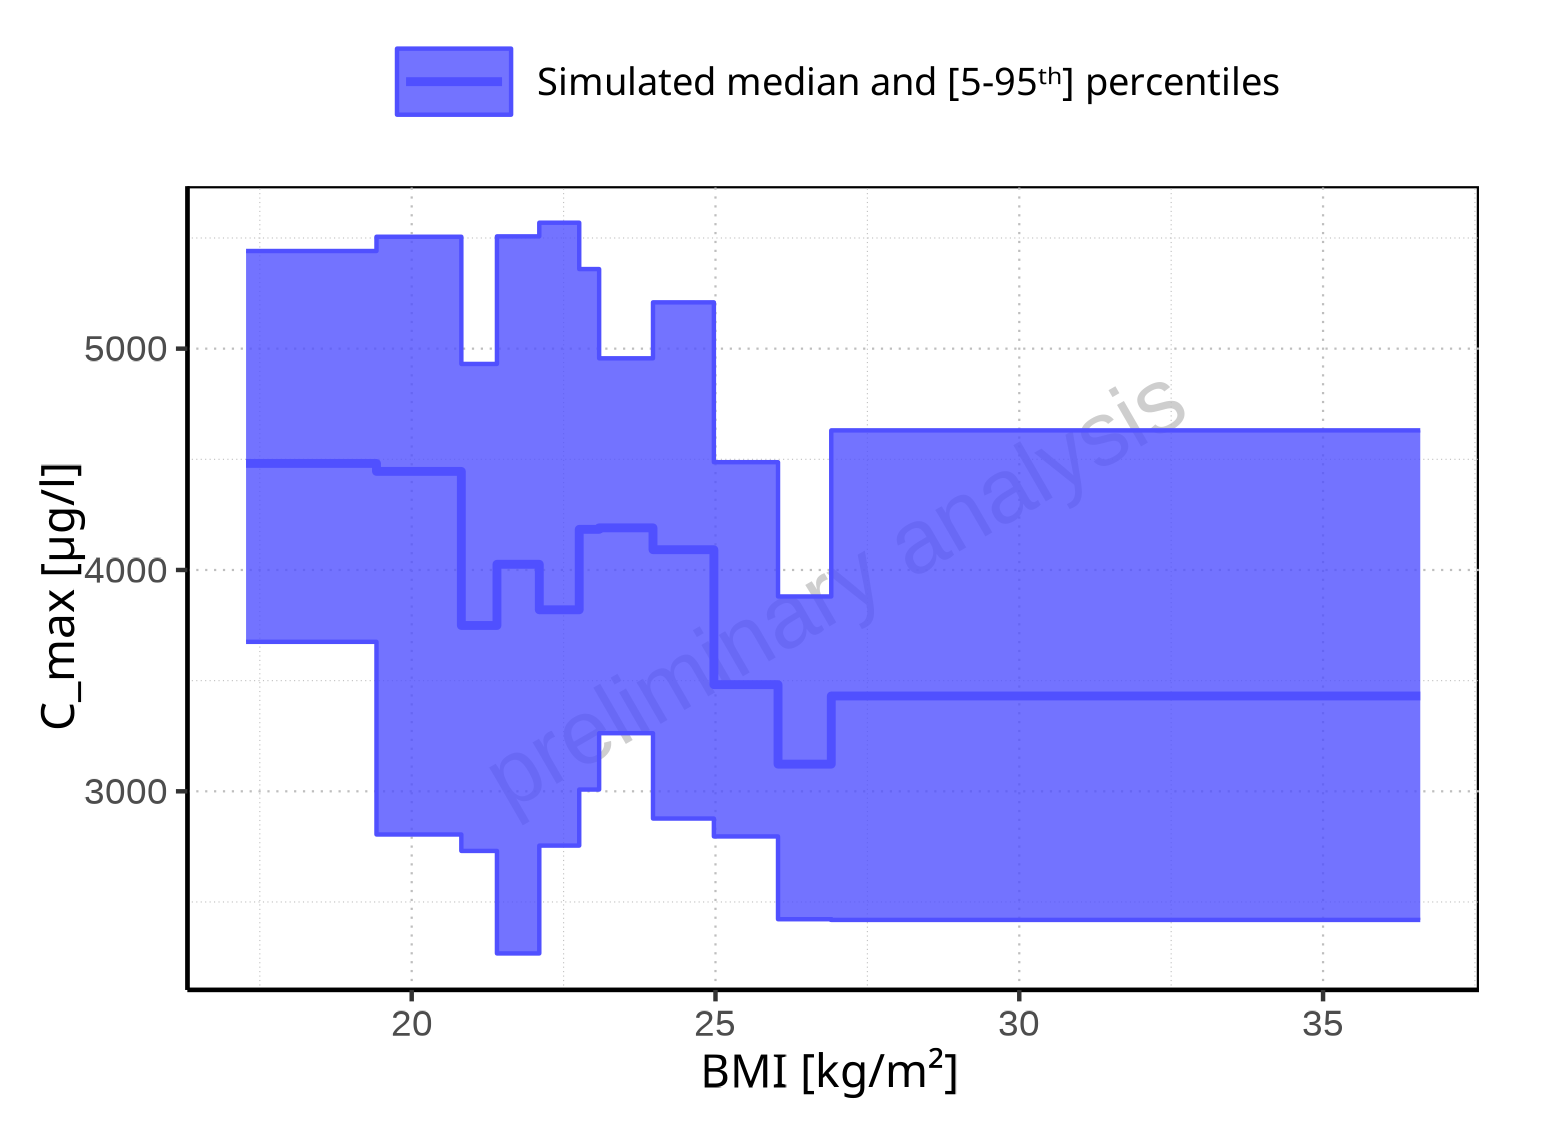 Simulated median and [5-95ᵗʰ] percentiles
5000
4000
3000
C_max [µg/l]
preliminary analysis
20 25 30 35
BMI [kg/m²]